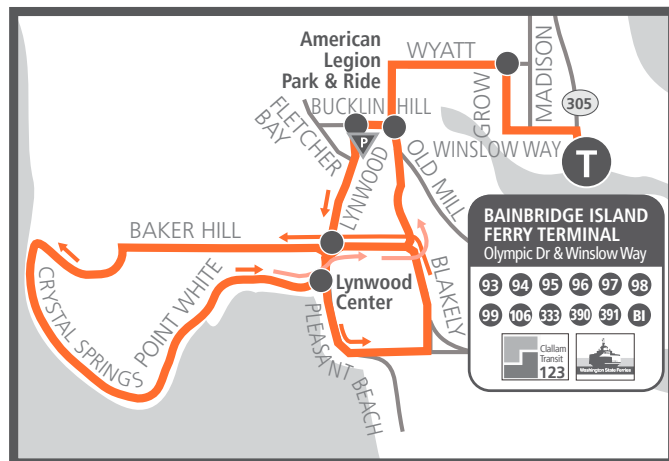 American
Legion
Park & Ride
WYATT
MADISON
305
GROW
BUCKLIN HILL
FLETCHER
BAY
P
LYNWOOD
OLD MILL
WINSLOW WAY
T
BAKER HILL
CRYSTAL SPRINGS
POINT WHITE
Lynwood
Center
BLAKELY
PLEASANT BEACH
BAINBRIDGE ISLAND
FERRY TERMINAL
Olympic Dr & Winslow Way
93 94 95 96 97 98
99 106 333 390 391 BI
Clallam
Transit
123
Washington State Ferries